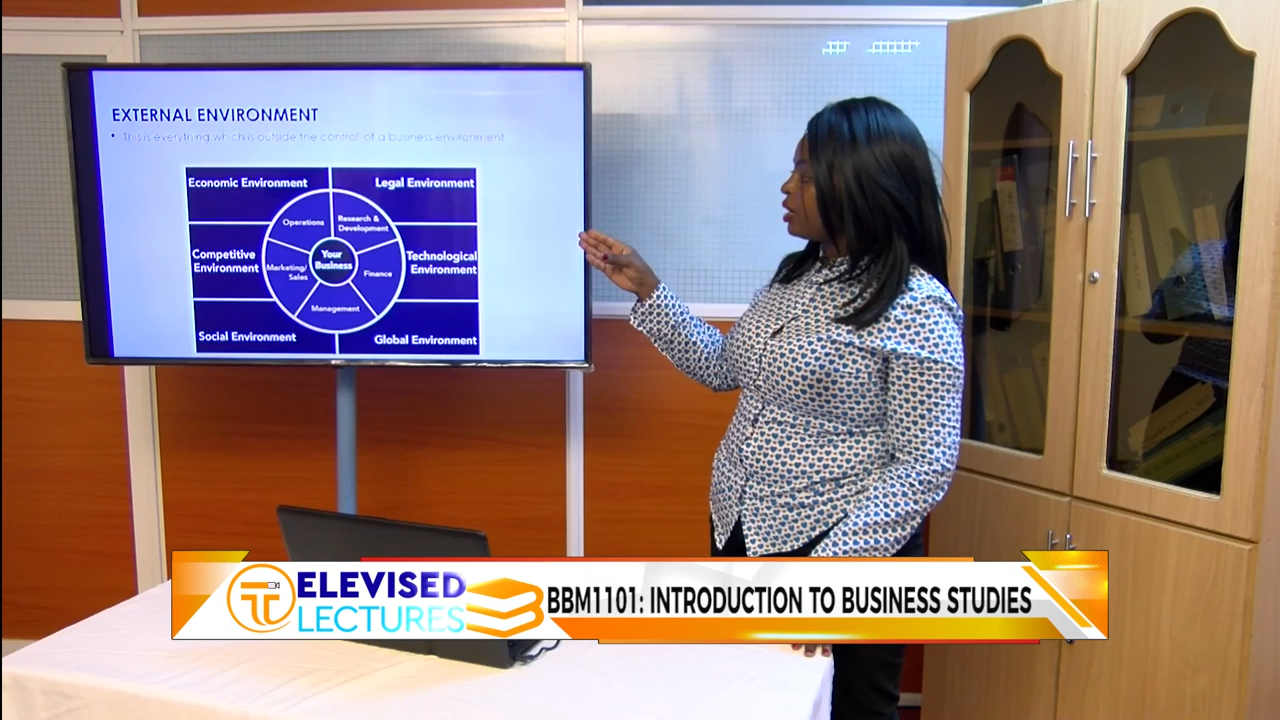 EXTERNAL ENVIRONMENT
• This is everything which is outside the control of a business environment
Economic Environment
Legal Environment
Operations
Research &
Development
Competitive
Environment
Your
Business
Technological
Environment
Marketing/
Sales
Finance
Management
Social Environment
Global Environment
TELEVISED
LECTURES
BBM1101: INTRODUCTION TO BUSINESS STUDIES